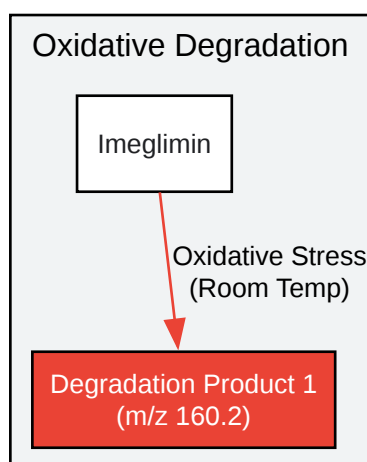 Oxidative Degradation
Imeglimin
Oxidative Stress
(Room Temp)
Degradation Product 1
(m/z 160.2)